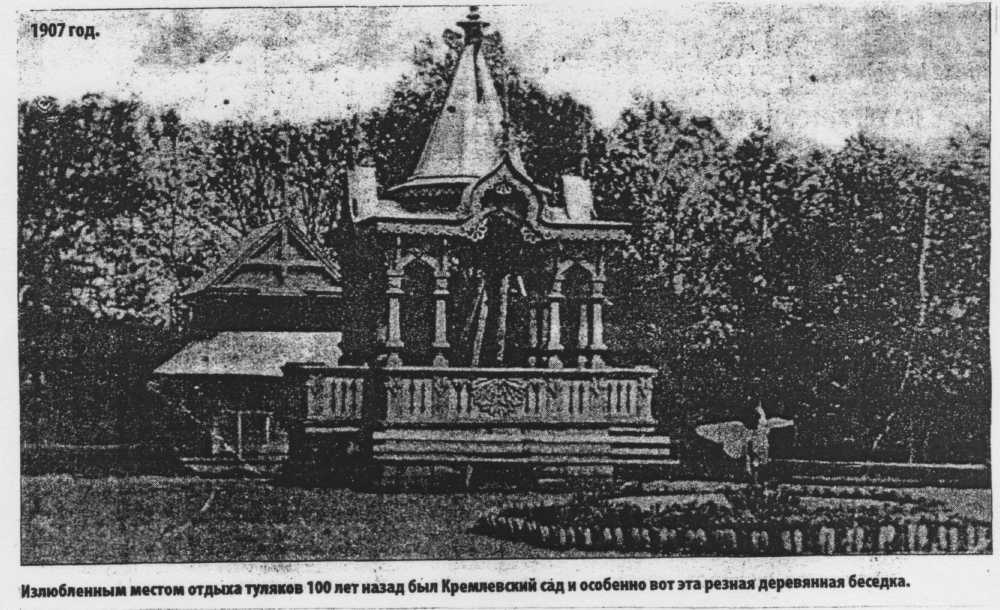 1907 год.
Излюбленным местом отдыха туляков 100 лет назад был Кремлевский сад и особенно вот эта резная деревянная беседка.